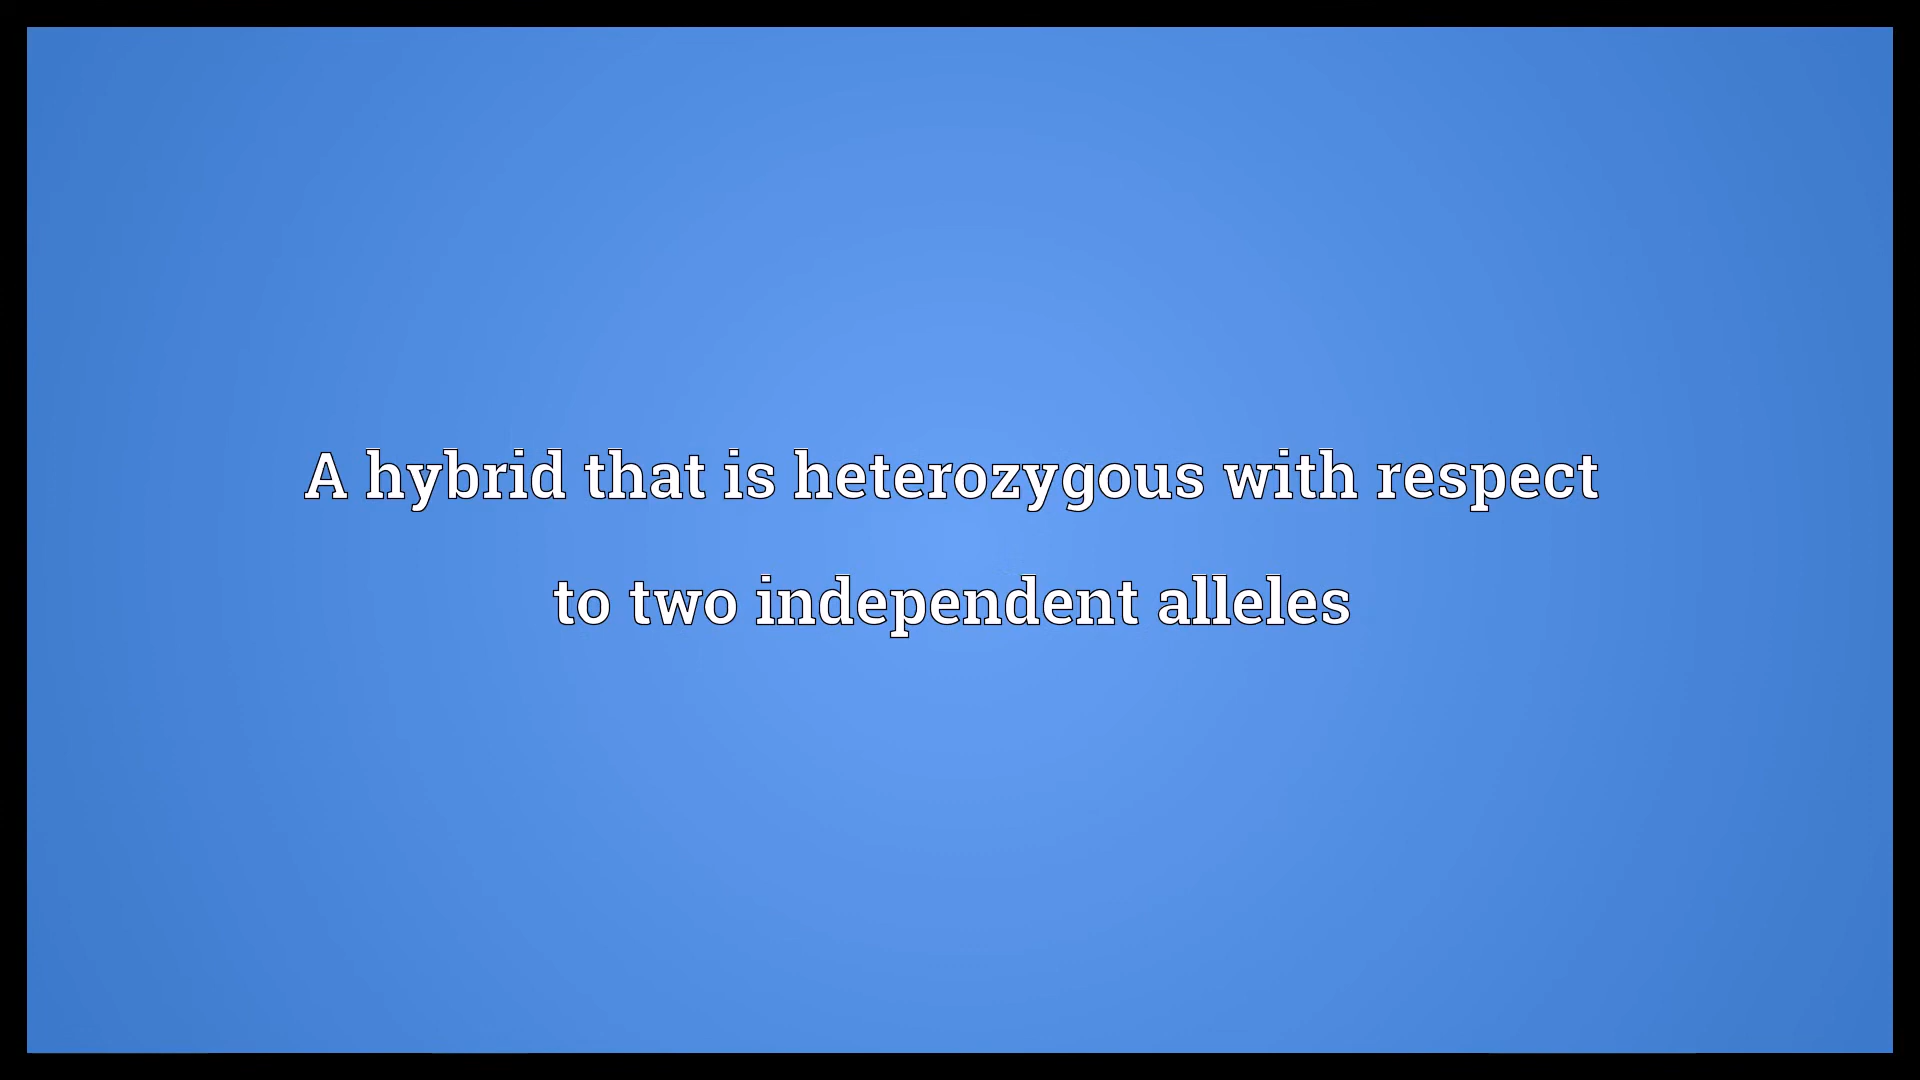 A hybrid that is heterozygous with respect
to two independent alleles